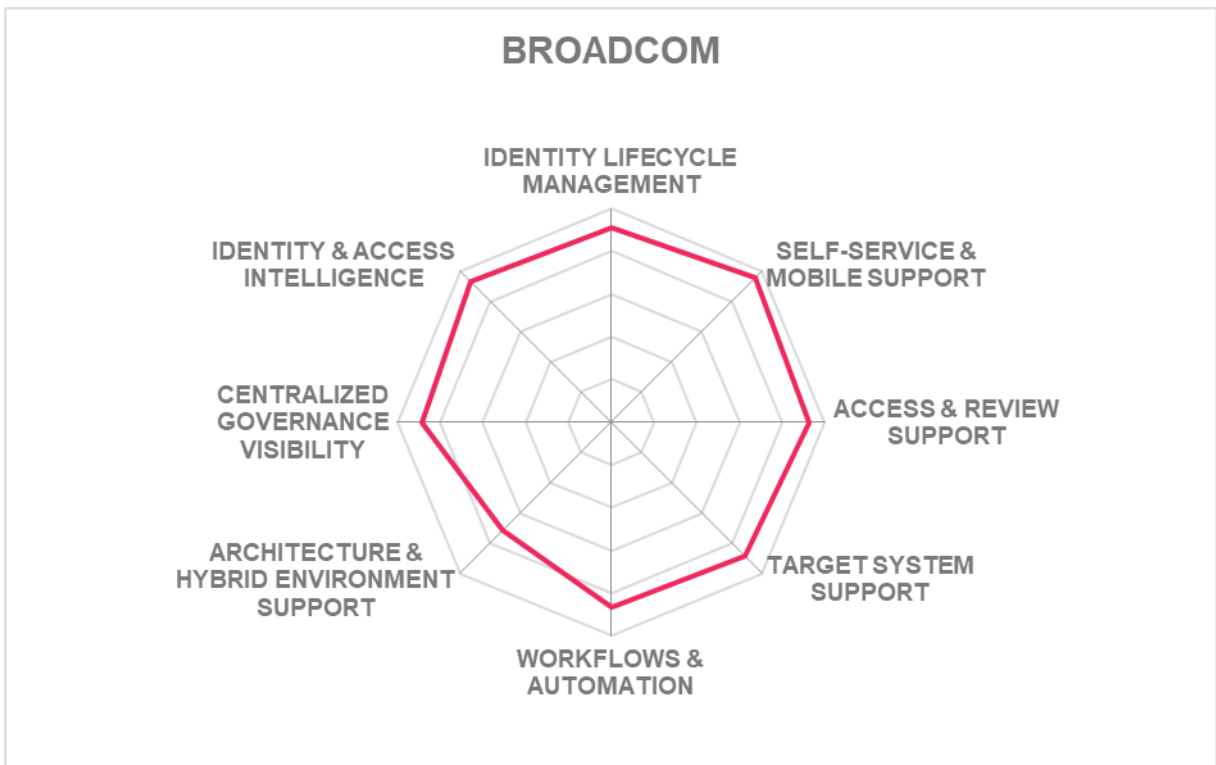 BROADCOM
IDENTITY LIFECYCLE
MANAGEMENT
IDENTITY & ACCESS
INTELLIGENCE
SELF-SERVICE &
MOBILE SUPPORT
CENTRALIZED
GOVERNANCE
VISIBILITY
ACCESS & REVIEW
SUPPORT
ARCHITECTURE &
HYBRID ENVIRONMENT
SUPPORT
TARGET SYSTEM
SUPPORT
WORKFLOWS &
AUTOMATION